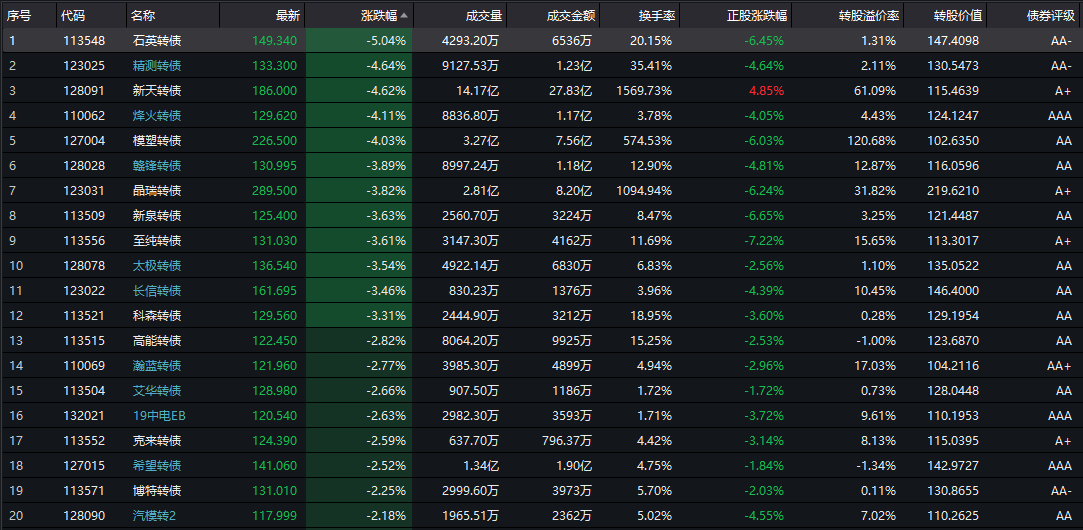 序号 代码 名称 最新 涨跌幅 成交量 成交金额 换手率 正股涨跌幅 转股溢价率 转股价值 债券评级
1 113548 石英转债 149.340 -5.04% 4293.20万 6536万 20.15% -6.45% 1.31% 147.4098 AA-
2 123025 精测转债 133.300 -4.64% 9127.53万 1.23亿 35.41% -4.64% 2.11% 130.5473 AA-
3 128091 新天转债 186.000 -4.62% 14.17亿 27.83亿 1569.73% 4.85% 61.09% 115.4639 A+
4 110062 烽火转债 129.620 -4.11% 8836.80万 1.17亿 3.78% -4.05% 4.43% 124.1247 AAA
5 127004 模塑转债 226.500 -4.03% 3.27亿 7.56亿 574.53% -6.03% 120.68% 102.6350 AA
6 128028 赣锋转债 130.995 -3.89% 8997.24万 1.18亿 12.90% -4.81% 12.87% 116.0596 AA
7 123031 晶瑞转债 289.500 -3.82% 2.81亿 8.20亿 1094.94% -6.24% 31.82% 219.6210 A+
8 113509 新泉转债 125.400 -3.63% 2560.70万 3224万 8.47% -6.65% 3.25% 121.4487 AA
9 113556 至纯转债 131.030 -3.61% 3147.30万 4162万 11.69% -7.22% 15.65% 113.3017 A+
10 128078 太极转债 136.540 -3.54% 4922.14万 6830万 6.83% -2.56% 1.10% 135.0522 AA
11 123022 长信转债 161.695 -3.46% 830.23万 1376万 3.96% -4.39% 10.45% 146.4000 AA
12 113521 科森转债 129.560 -3.31% 2444.90万 3212万 18.95% -3.60% 0.28% 129.1954 AA
13 113515 高能转债 122.450 -2.82% 8064.20万 9925万 15.25% -2.53% -1.00% 123.6870 AA
14 110069 瀚蓝转债 121.960 -2.77% 3985.30万 4899万 4.94% -2.96% 17.03% 104.2116 AA+
15 113504 艾华转债 128.980 -2.66% 907.50万 1186万 1.72% -1.72% 0.73% 128.0448 AA
16 132021 19中电EB 120.540 -2.63% 2982.30万 3593万 1.71% -3.72% 9.61% 110.1953 AAA
17 113552 克来转债 124.390 -2.59% 637.70万 796.37万 4.42% -3.14% 8.13% 115.0395 A+
18 127015 希望转债 141.060 -2.52% 1.34亿 1.90亿 4.75% -1.84% -1.34% 142.9727 AAA
19 113571 博特转债 131.010 -2.25% 2999.60万 3973万 5.70% -2.03% 0.11% 130.8655 AA-
20 128090 汽模转2 117.999 -2.18% 1965.51万 2362万 5.02% -4.55% 7.02% 110.2625 AA